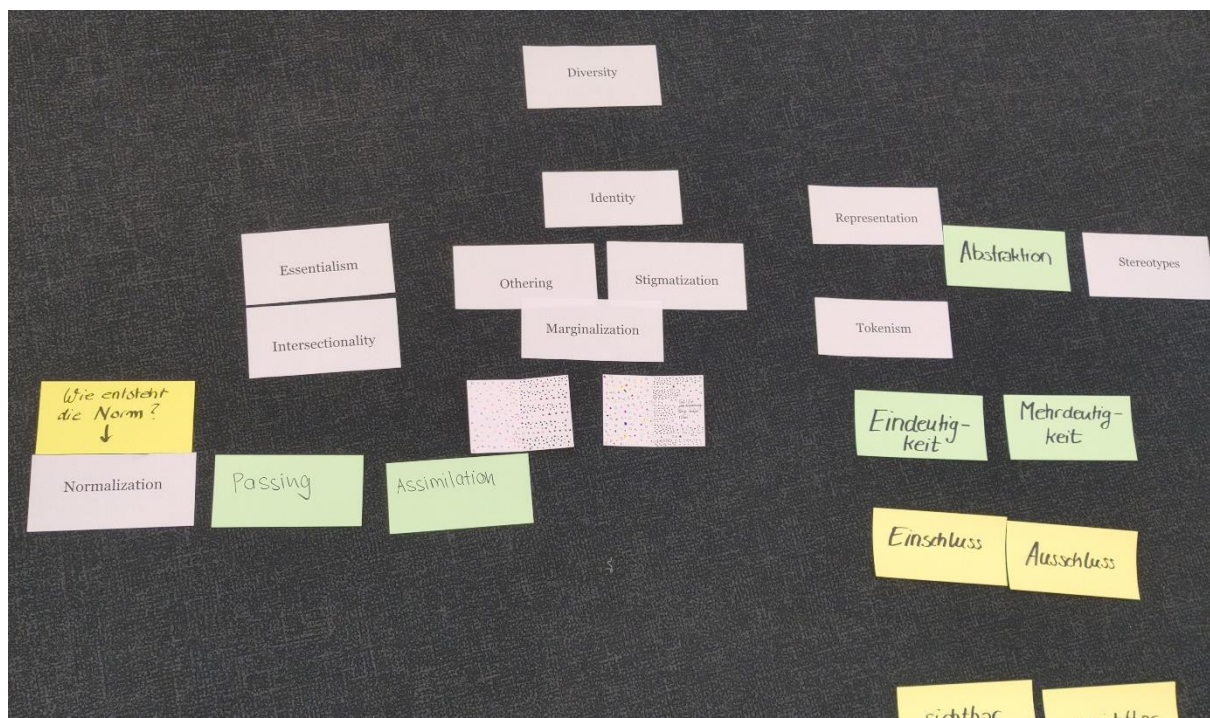 Diversity
Identity
Representation
Abstraktion
Stereotypes
Essentialism
Othering
Stigmatization
Marginalization
Tokenism
Intersectionality
Wie entsteht
die Norm?
↓
Normalization
Passing
Assimilation
Eindeutig-
keit
Mehrdeutig-
keit
Einschluss
Ausschluss
sichtbar